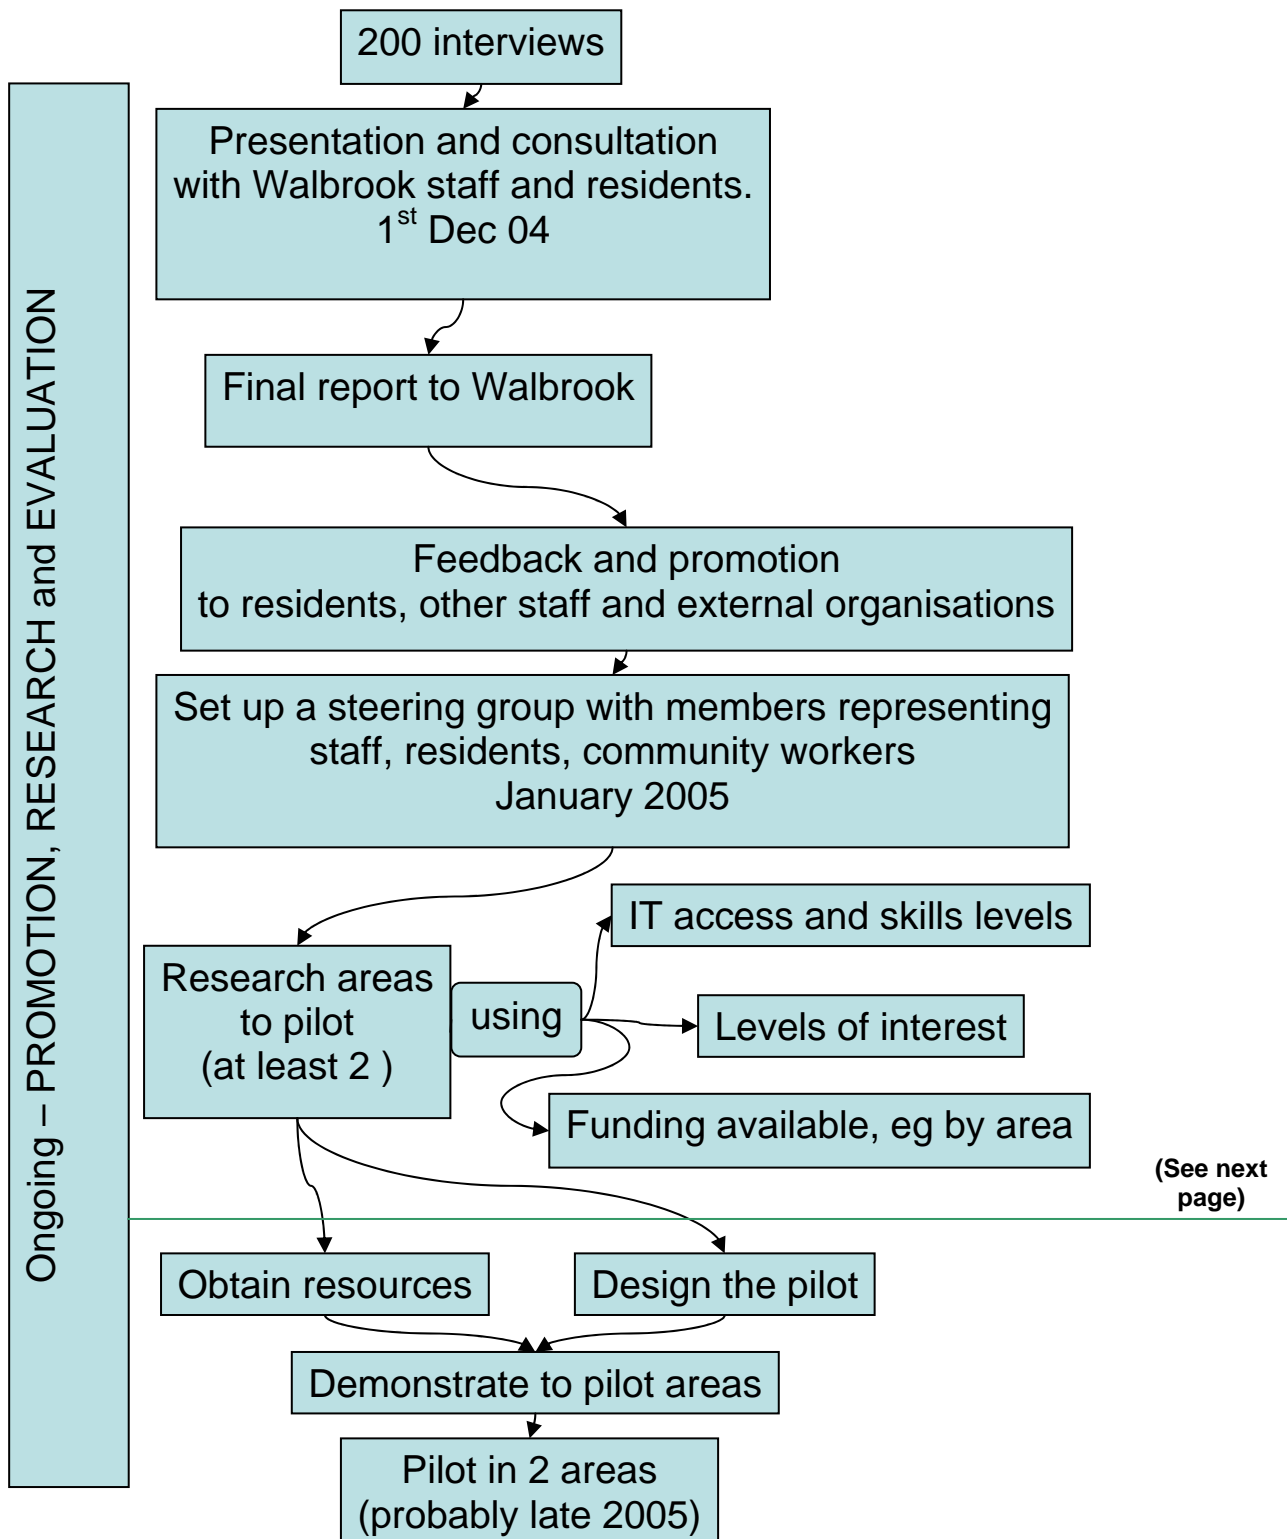 200 interviews
Presentation and consultation
with Walbrook staff and residents.
1st Dec 04
Final report to Walbrook
Feedback and promotion
to residents, other staff and external organisations
Set up a steering group with members representing
staff, residents, community workers
January 2005
Research areas
to pilot
(at least 2 )
using
IT access and skills levels
Levels of interest
Funding available, eg by area
(See next
page)
Obtain resources
Design the pilot
Demonstrate to pilot areas
Pilot in 2 areas
(probably late 2005)
Ongoing – PROMOTION, RESEARCH and EVALUATION